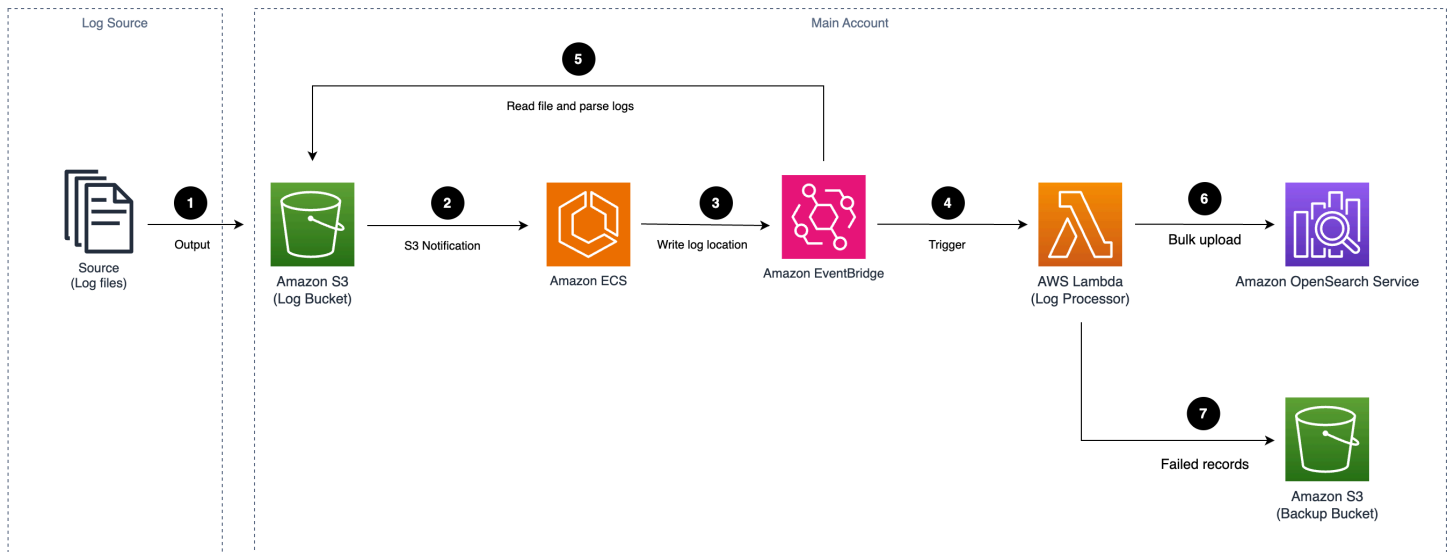 Log Source
Main Account
5
Read file and parse logs
1
2
3
4
6
Output
S3 Notification
Write log location
Trigger
Bulk upload
Source
(Log files)
Amazon S3
(Log Bucket)
Amazon ECS
Amazon EventBridge
AWS Lambda
(Log Processor)
Amazon OpenSearch Service
7
Failed records
Amazon S3
(Backup Bucket)